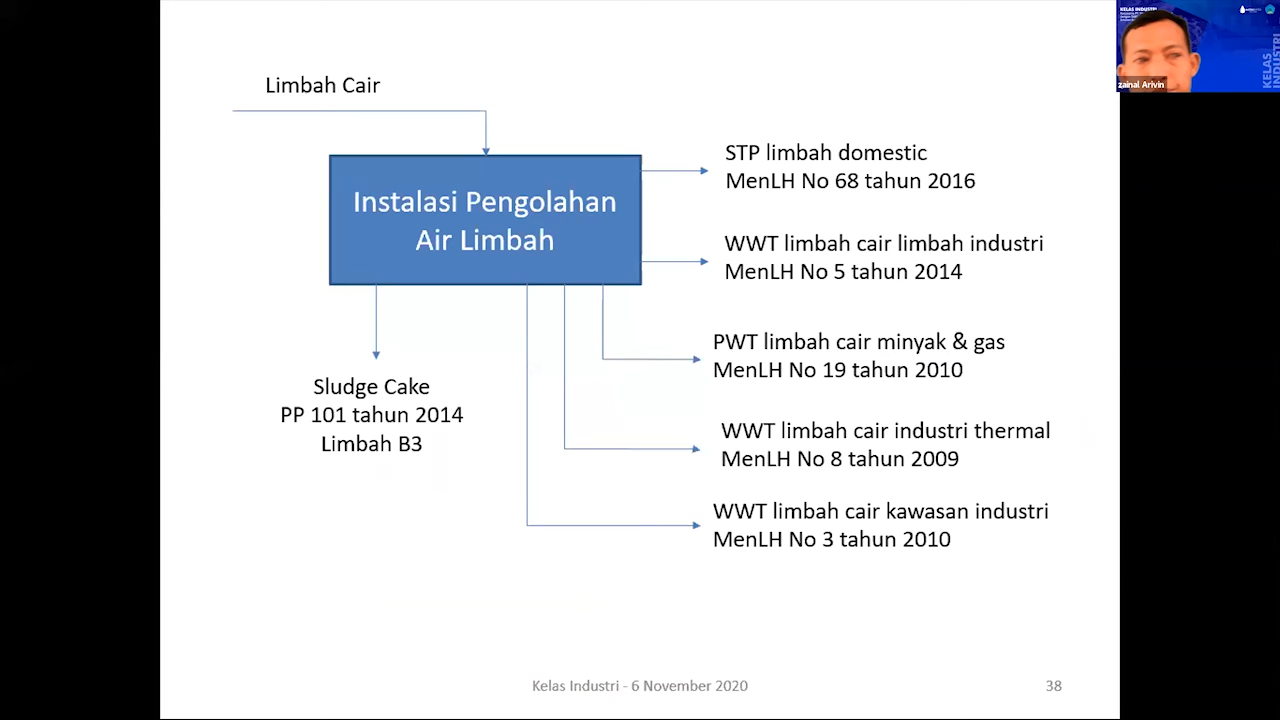 Limbah Cair
Instalasi Pengolahan
Air Limbah
STP limbah domestic
MenLH No 68 tahun 2016
WWT limbah cair limbah industri
MenLH No 5 tahun 2014
PWT limbah cair minyak & gas
MenLH No 19 tahun 2010
WWT limbah cair industri thermal
MenLH No 8 tahun 2009
WWT limbah cair kawasan industri
MenLH No 3 tahun 2010
Sludge Cake
PP 101 tahun 2014
Limbah B3
Kelas Industri - 6 November 2020
38
KELAS INDUSTRI
zainal Arivin
KELAS
INDUSTRI